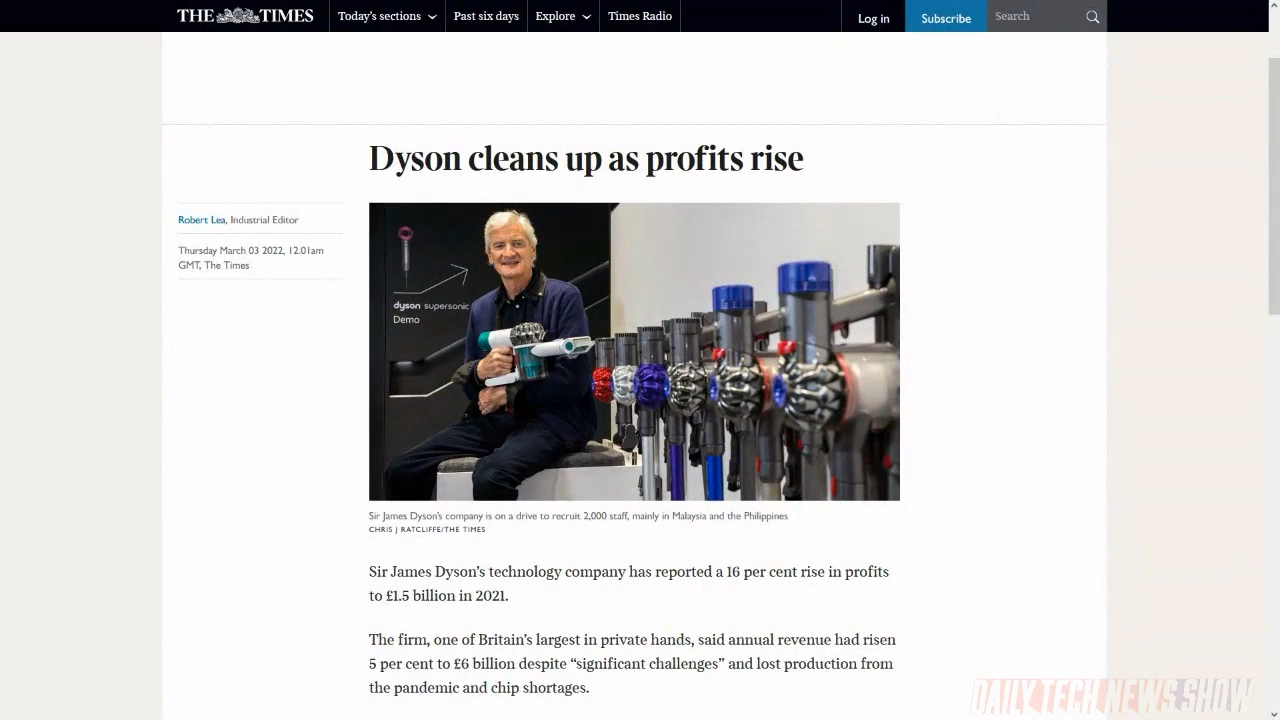 THE TIMES
Today's sections
Past six days
Explore
Times Radio
Log in
Subscribe
Search
Dyson cleans up as profits rise
Robert Lea, Industrial Editor
Thursday March 03 2022, 12.01am
GMT, The Times
dyson supersonic
Demo
Sir James Dyson's company is on a drive to recruit 2,000 staff, mainly in Malaysia and the Philippines
CHRIS J RATCLIFFE/THE TIMES
Sir James Dyson's technology company has reported a 16 per cent rise in profits
to £1.5 billion in 2021.
The firm, one of Britain's largest in private hands, said annual revenue had risen
5 per cent to £6 billion despite “significant challenges” and lost production from
the pandemic and chip shortages.
DAILY TECH NEWS SHOW